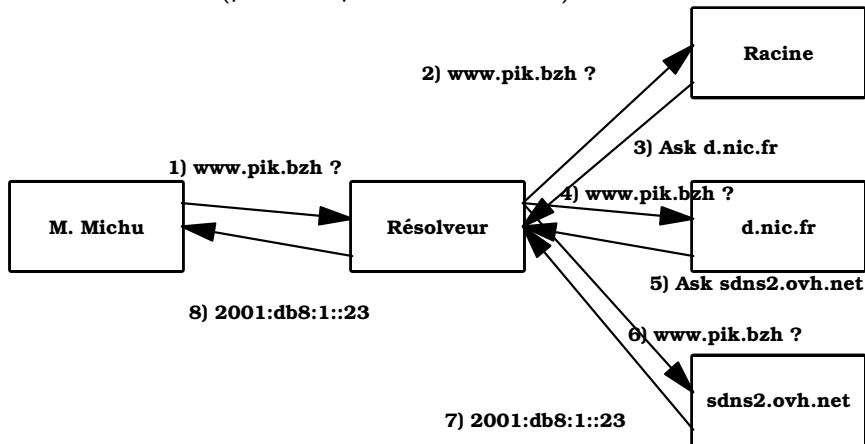 Racine
2) www.pik.bzh ?
3) Ask d.nic.fr
1) www.pik.bzh ?
4) www.pik.bzh ?
M. Michu
Résolveur
d.nic.fr
5) Ask sdns2.ovh.net
8) 2001:db8:1::23
6) www.pik.bzh ?
sdns2.ovh.net
7) 2001:db8:1::23